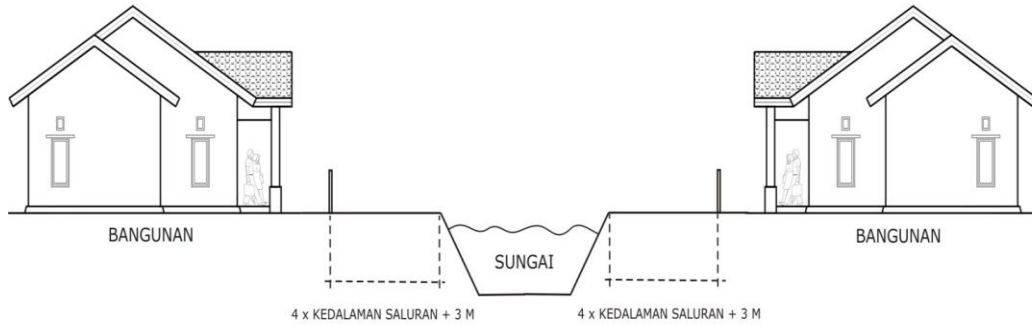 BANGUNAN
SUNGAI
BANGUNAN
4 x KEDALAMAN SALURAN + 3 M
4 x KEDALAMAN SALURAN + 3 M